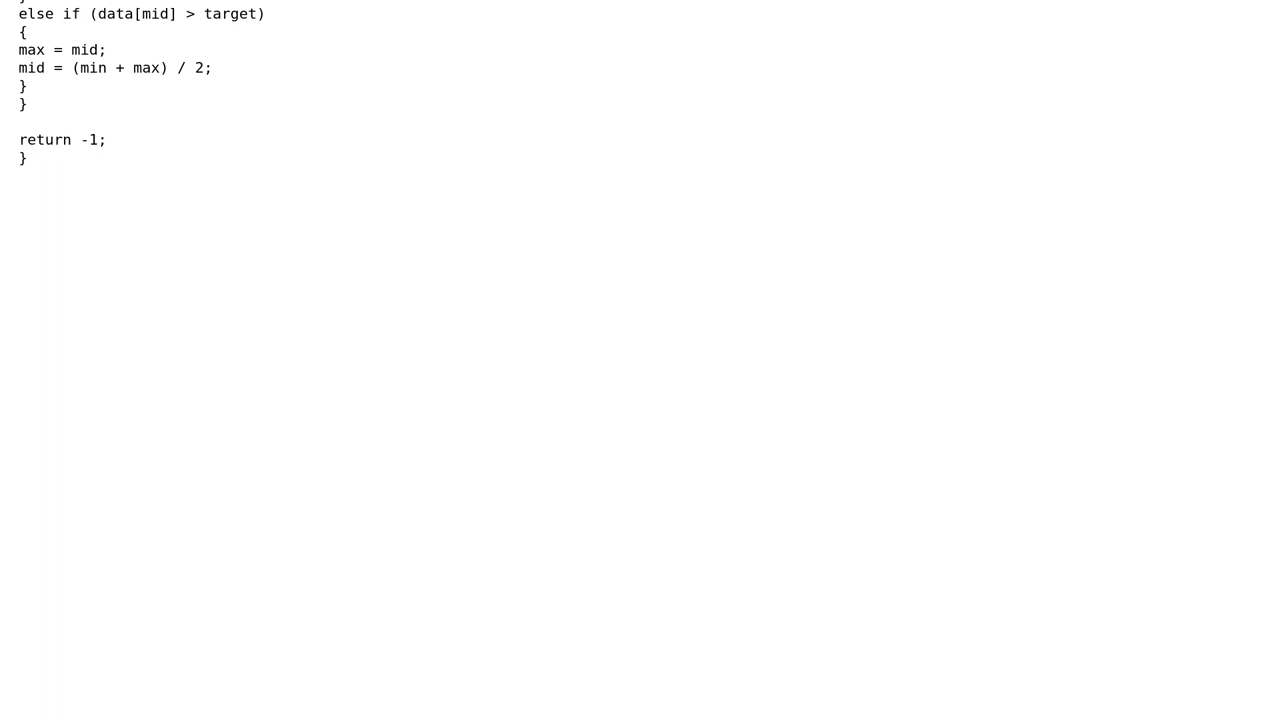 else if (data[mid] > target)
{
max = mid;
mid = (min + max) / 2;
}
}
return -1;
}